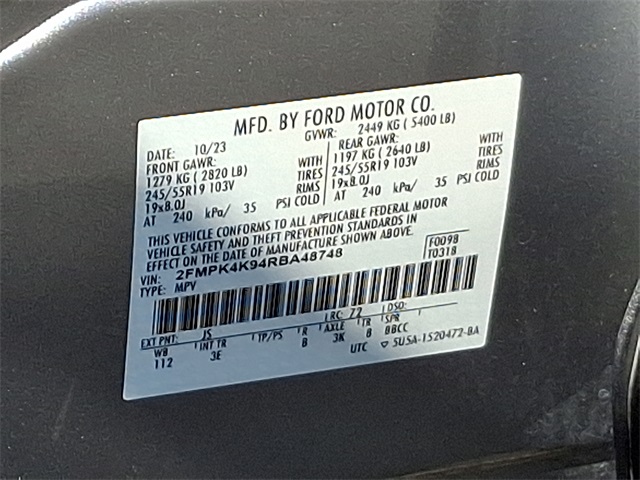 MFD. BY FORD MOTOR CO.
DATE: 10/23 GVWR: 2449 KG ( 5400 LB)
FRONT GAWR: REAR GAWR:
1279 KG ( 2820 LB) WITH 1197 KG ( 2640 LB) WITH
245/55R19 103V TIRES 245/55R19 103V TIRES
19x8.0J RIMS 19x8.0J RIMS
AT 240 kPa/ 35 PSI COLD AT 240 kPa/ 35 PSI COLD
THIS VEHICLE CONFORMS TO ALL APPLICABLE FEDERAL MOTOR
VEHICLE SAFETY AND THEFT PREVENTION STANDARDS IN
EFFECT ON THE DATE OF MANUFACTURE SHOWN ABOVE.
VIN: 2FMPK4K94RBA48748 F0098
TYPE: MPV T0318
LRC: 72 DSO:
EXT PNT: JS
WB INT TR TP/PS R AXLE TR SPR
112 3E B 3K B BBCC
UTC ▽ 5U5A-1520472-BA